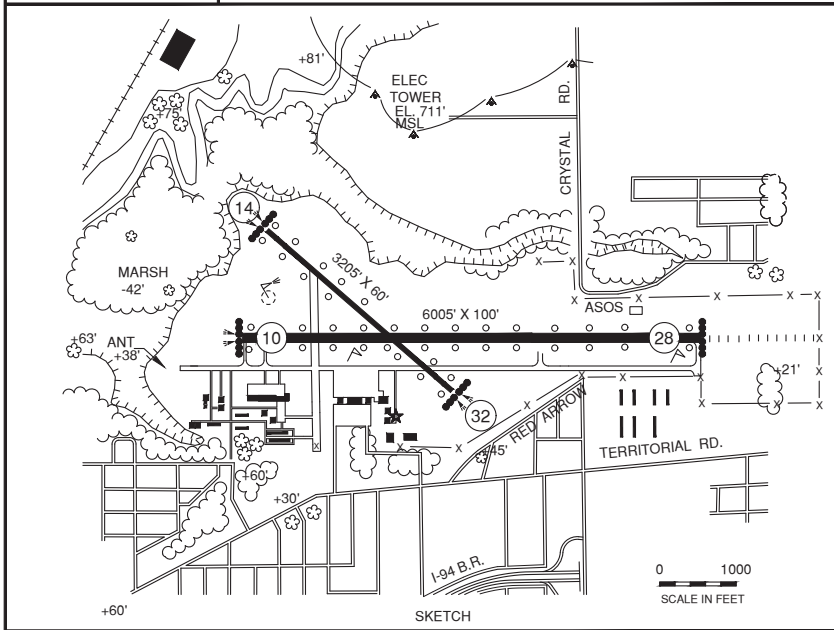 +81'
ELEC
TOWER
EL. 711'
MSL
+75'
CRYSTAL RD.
14
3205' X 60'
MARSH
-42'
ASOS
6005' X 100'
10
28
+63'
ANT
+38'
+21'
32
RED ARROW
+45'
TERRITORIAL RD.
+60'
+30'
I-94 B.R.
0 1000
SCALE IN FEET
+60'
SKETCH